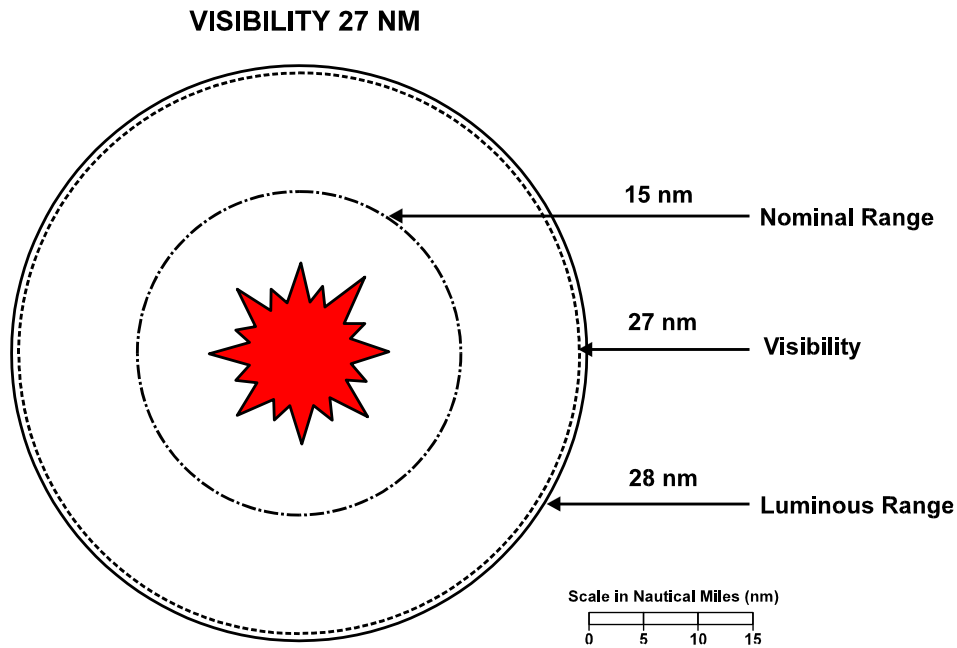 VISIBILITY 27 NM
15 nm
Nominal Range
27 nm
Visibility
28 nm
Luminous Range
Scale in Nautical Miles (nm)
0 5 10 15